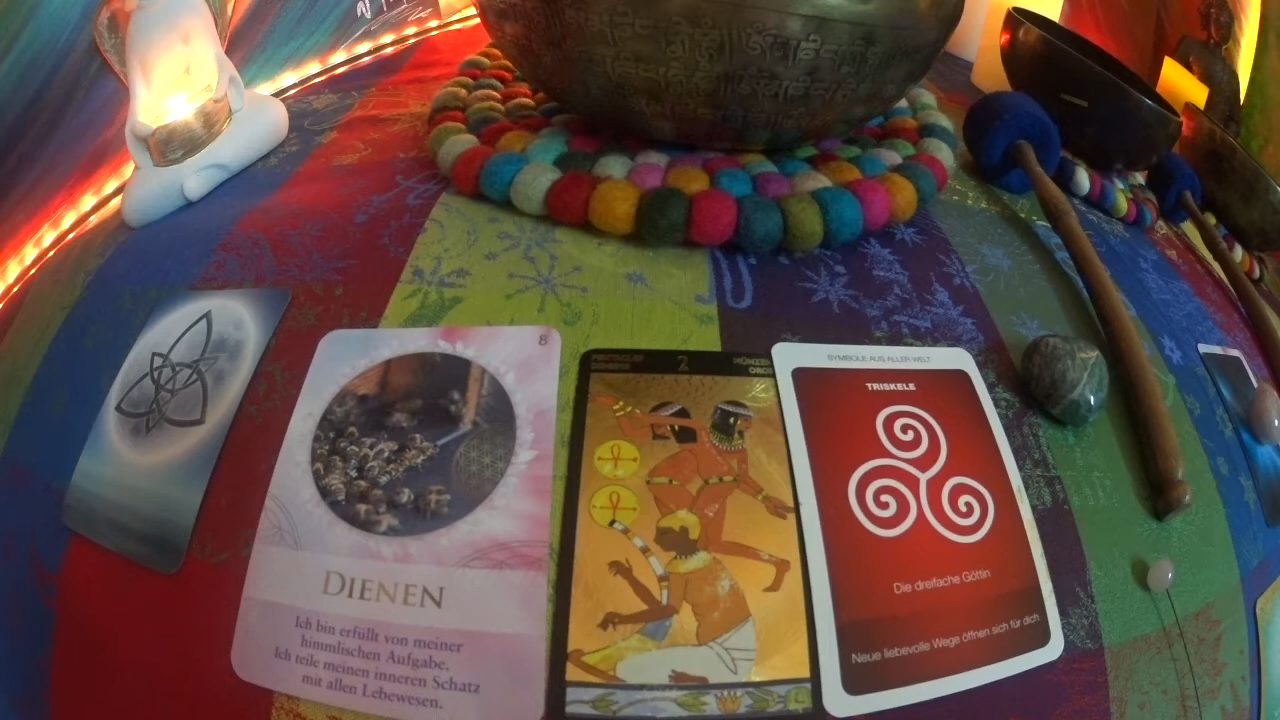 8
DIENEN
Ich bin erfüllt von meiner
himmlischen Aufgabe.
Ich teile meinen inneren Schatz
mit allen Lebewesen.
2
MÜNZEN
SYMBOLE AUS ALLER WELT
TRISKELE
Die dreifache Göttin
Neue liebevolle Wege öffnen sich für dich